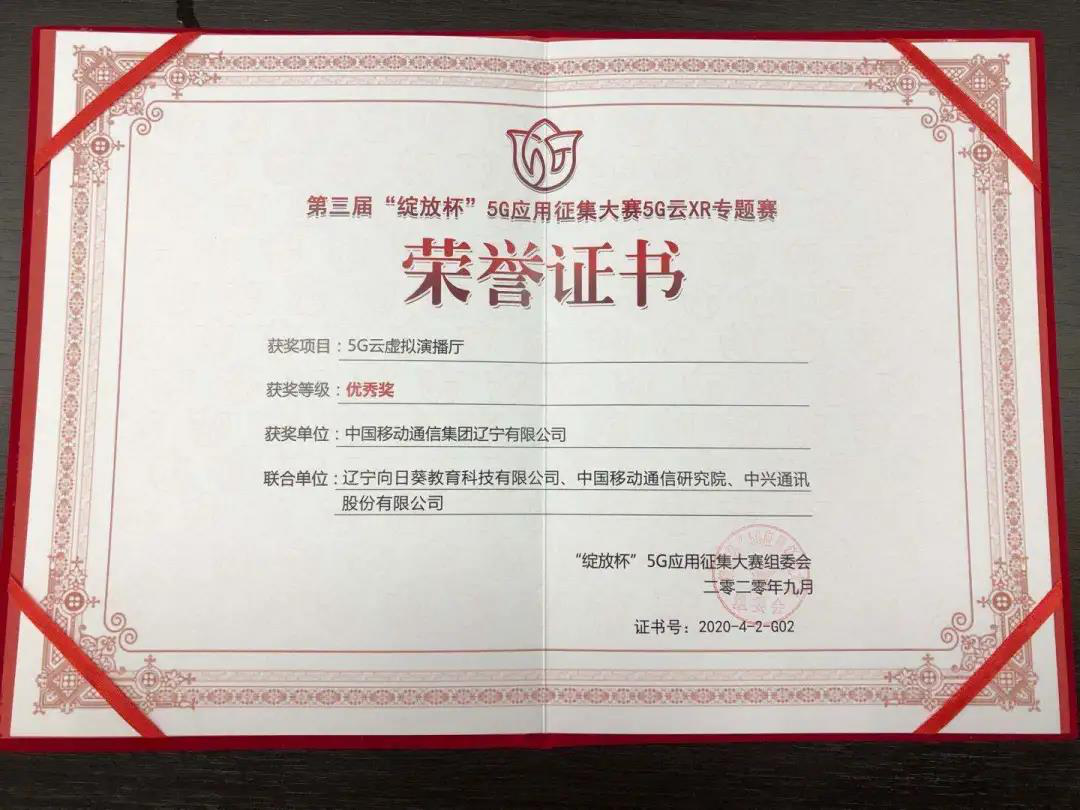 第三届“绽放杯”5G应用征集大赛5G云XR专题赛
荣誉证书
获奖项目：5G云虚拟演播厅
获奖等级：优秀奖
获奖单位：中国移动通信集团辽宁有限公司
联合单位：辽宁向日葵教育科技有限公司、中国移动通信研究院、中兴通讯
股份有限公司
“绽放杯”5G应用征集大赛组委会
二零二零年九月
组委会
证书号：2020-4-2-G02